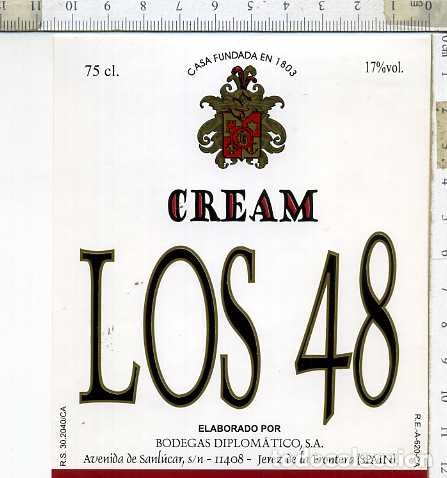 CASA FUNDADA EN 1803
75 cl.
17% vol.
CREAM
LOS 48
ELABORADO POR
BODEGAS DIPLOMÁTICO, S.A.
Avenida de Sanlúcar, s/n - 11408 - Jerez de la Frontera (SPAIN)
R.S. 30.2040/CA
todocoleccion